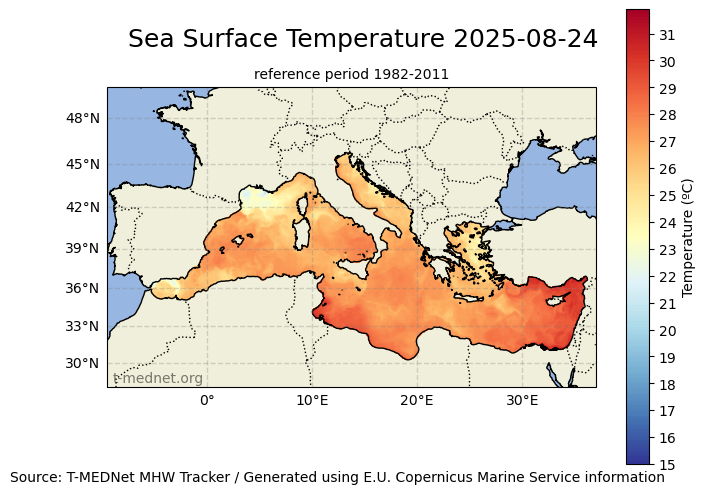 Sea Surface Temperature 2025-08-24
reference period 1982-2011
48°N
45°N
42°N
39°N
36°N
33°N
30°N
0°
10°E
20°E
30°E
t-mednet.org
31
30
29
28
27
26
25
24
23
22
21
20
19
18
17
16
15
Temperature (ºC)
Source: T-MEDNet MHW Tracker / Generated using E.U. Copernicus Marine Service information